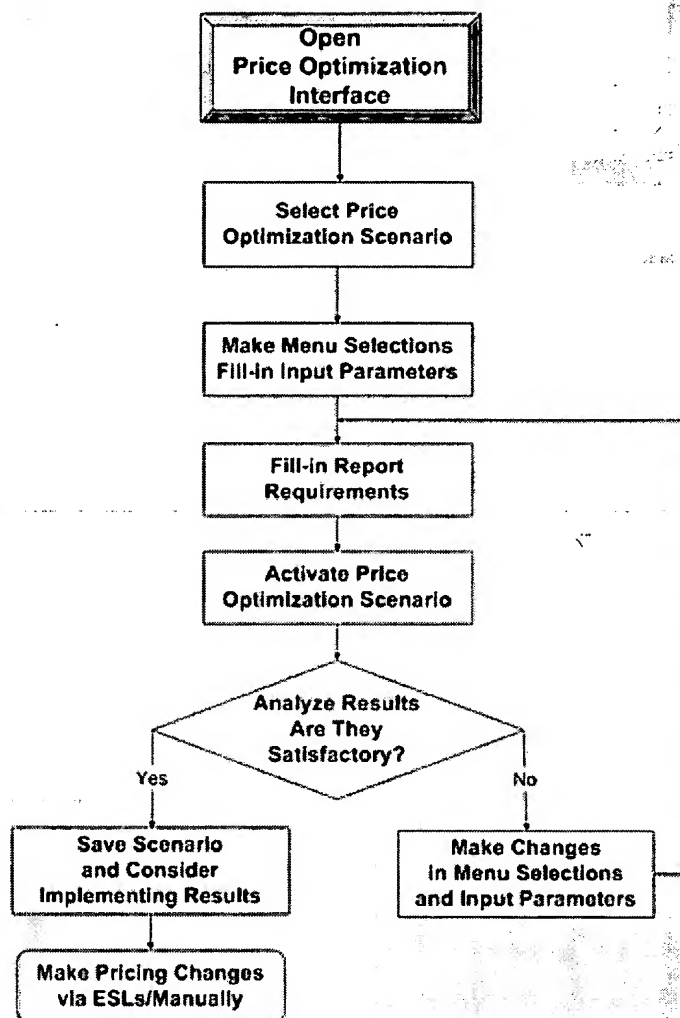 Open
Price Optimization
Interface
Select Price
Optimization Scenario
Make Menu Selections
Fill-in Input Parameters
Fill-in Report
Requirements
Activate Price
Optimization Scenario
Analyze Results
Are They
Satisfactory?
Yes
No
Save Scenario
and Consider
Implementing Results
Make Changes
in Menu Selections
and Input Parameters
Make Pricing Changes
via ESLs/Manually